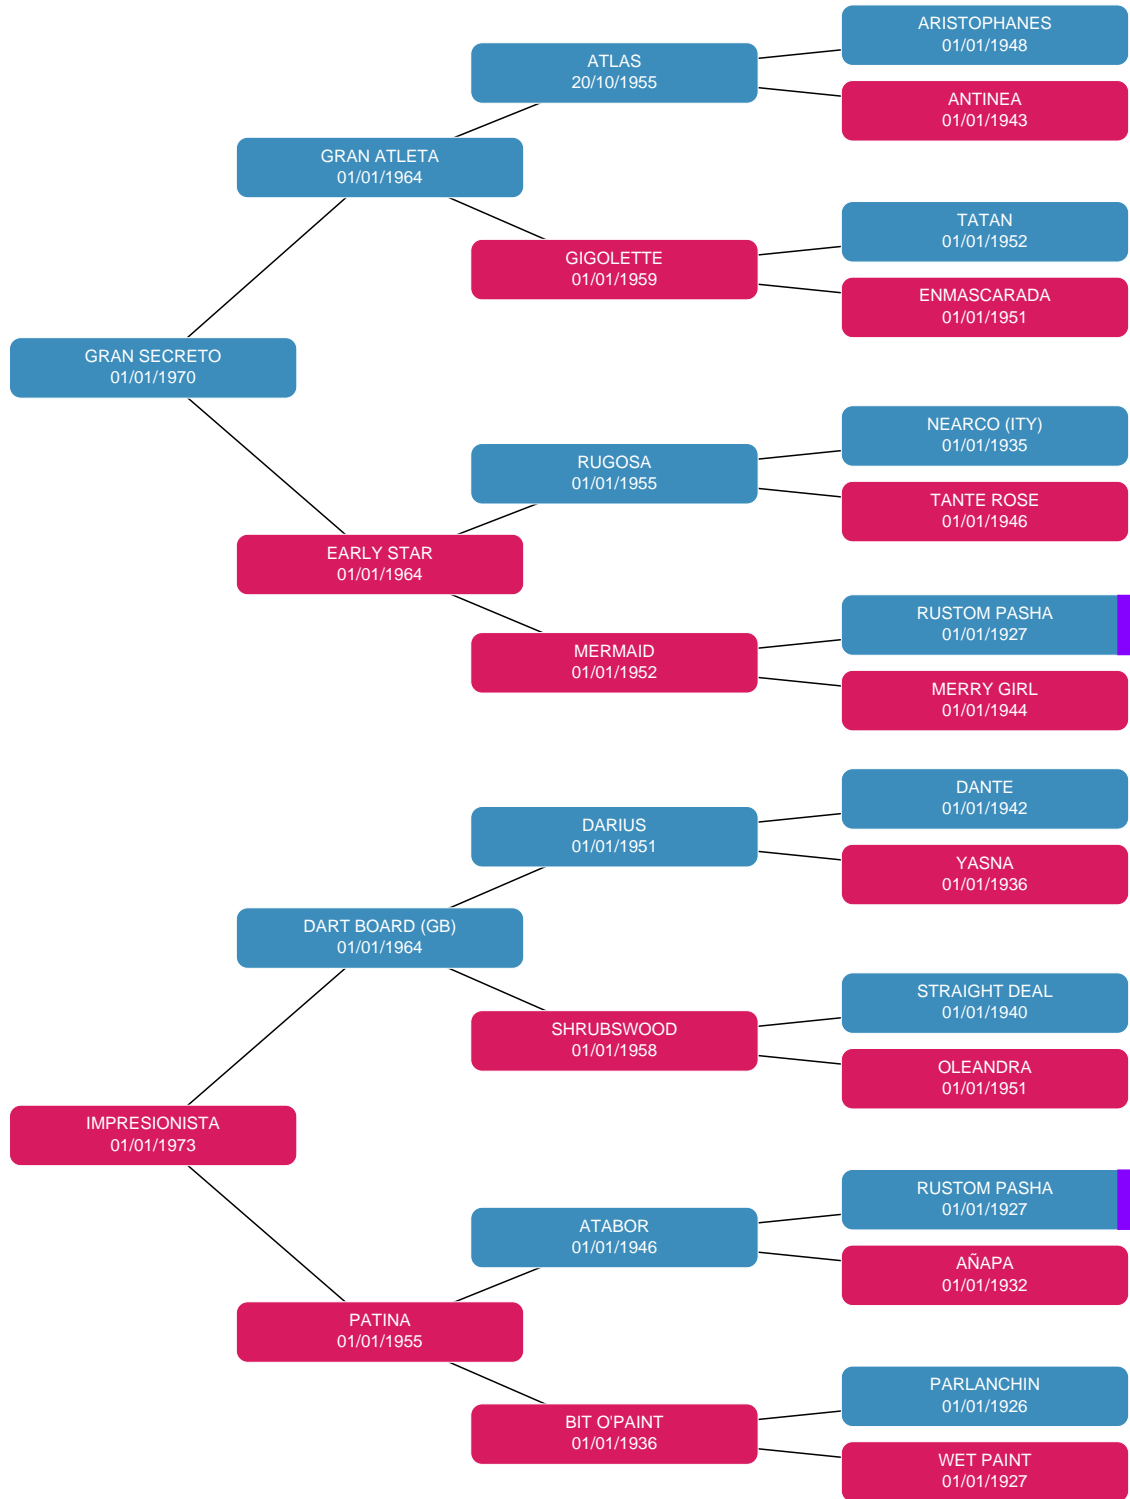 ARISTOPHANES
01/01/1948
ATLAS
20/10/1955
ANTINEA
01/01/1943
GRAN ATLETA
01/01/1964
TATAN
01/01/1952
GIGOLETTE
01/01/1959
ENMASCARADA
01/01/1951
GRAN SECRETO
01/01/1970
NEARCO (ITY)
01/01/1935
RUGOSA
01/01/1955
TANTE ROSE
01/01/1946
EARLY STAR
01/01/1964
RUSTOM PASHA
01/01/1927
MERMAID
01/01/1952
MERRY GIRL
01/01/1944
DANTE
01/01/1942
DARIUS
01/01/1951
YASNA
01/01/1936
DART BOARD (GB)
01/01/1964
STRAIGHT DEAL
01/01/1940
SHRUBSWOOD
01/01/1958
OLEANDRA
01/01/1951
IMPRESIONISTA
01/01/1973
RUSTOM PASHA
01/01/1927
ATABOR
01/01/1946
AÑAPA
01/01/1932
PATINA
01/01/1955
PARLANCHIN
01/01/1926
BIT O'PAINT
01/01/1936
WET PAINT
01/01/1927